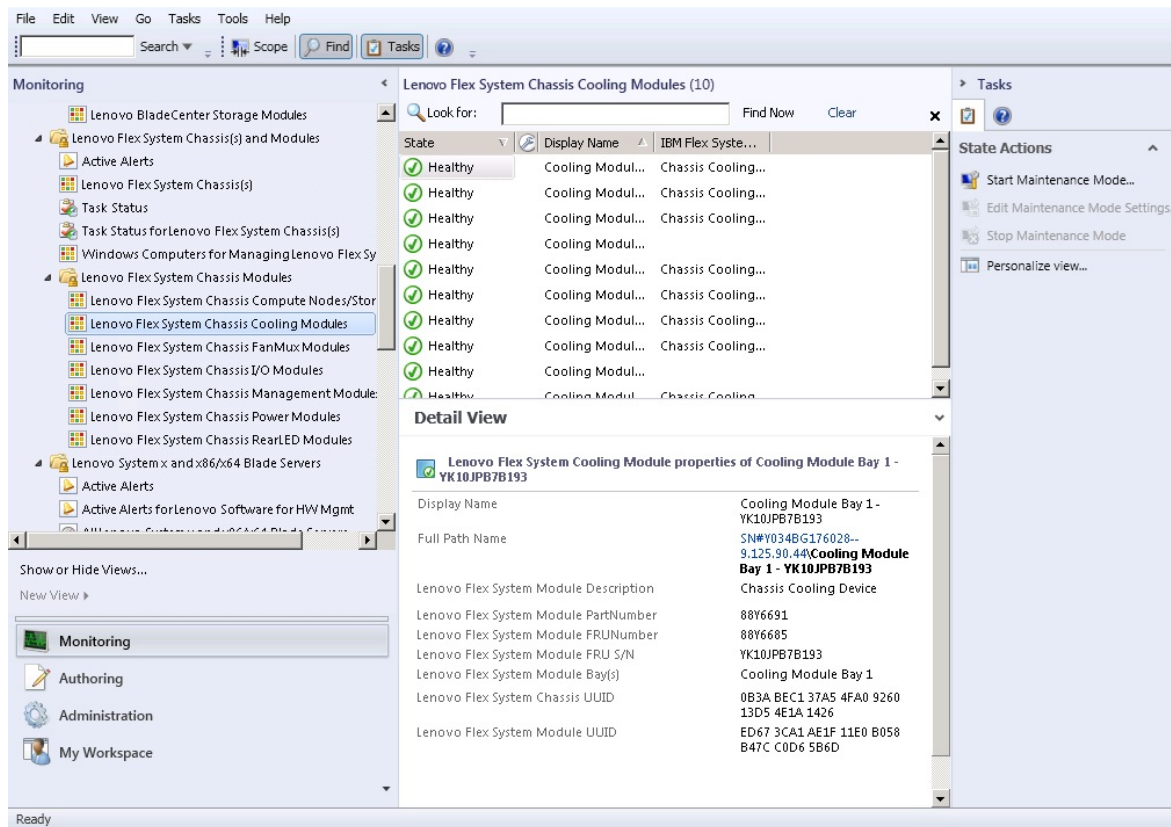 File Edit View Go Tasks Tools Help
Search Scope Find Tasks
Monitoring
Lenovo BladeCenter Storage Modules
Lenovo Flex System Chassis(s) and Modules
Active Alerts
Lenovo Flex System Chassis(s)
Task Status
Task Status for Lenovo Flex System Chassis(s)
Windows Computers for Managing Lenovo Flex Sy
Lenovo Flex System Chassis Modules
Lenovo Flex System Chassis Compute Nodes/Stor
Lenovo Flex System Chassis Cooling Modules
Lenovo Flex System Chassis FanMux Modules
Lenovo Flex System Chassis I/O Modules
Lenovo Flex System Chassis Management Module
Lenovo Flex System Chassis Power Modules
Lenovo Flex System Chassis RearLED Modules
Lenovo System x and x86/x64 Blade Servers
Active Alerts
Active Alerts for Lenovo Software for HW Mgmt
Show or Hide Views...
New View
Monitoring
Authoring
Administration
My Workspace
Lenovo Flex System Chassis Cooling Modules (10)
Look for: Find Now Clear
State Display Name IBM Flex Syste...
Healthy Cooling Modul... Chassis Cooling...
Healthy Cooling Modul... Chassis Cooling...
Healthy Cooling Modul... Chassis Cooling...
Healthy Cooling Modul...
Healthy Cooling Modul... Chassis Cooling...
Healthy Cooling Modul... Chassis Cooling...
Healthy Cooling Modul... Chassis Cooling...
Healthy Cooling Modul... Chassis Cooling...
Healthy Cooling Modul...
Healthy Cooling Modul... Chassis Cooling...
Detail View
Lenovo Flex System Cooling Module properties of Cooling Module Bay 1 -
YK10JPB7B193
Display Name Cooling Module Bay 1 -
YK10JPB7B193
Full Path Name SN#Y034BG176028--
9.125.90.44\Cooling Module
Bay 1 - YK10JPB7B193
Lenovo Flex System Module Description Chassis Cooling Device
Lenovo Flex System Module PartNumber 88Y6691
Lenovo Flex System Module FRUNumber 88Y6685
Lenovo Flex System Module FRU S/N YK10JPB7B193
Lenovo Flex System Module Bay(s) Cooling Module Bay 1
Lenovo Flex System Chassis UUID 0B3A BEC1 37A5 4FA0 9260
13D5 4E1A 1426
Lenovo Flex System Module UUID ED67 3CA1 AE1F 11E0 B058
B47C C0D6 5B6D
Tasks
State Actions
Start Maintenance Mode...
Edit Maintenance Mode Settings
Stop Maintenance Mode
Personalize view...
Ready